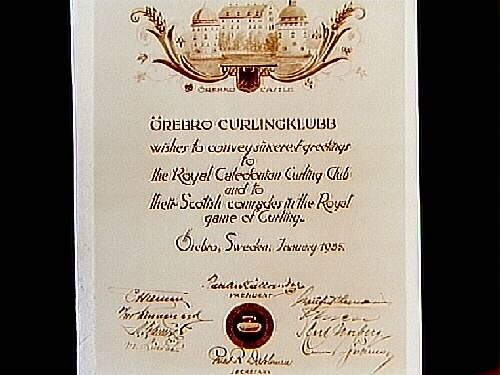 ÖREBRO CASTLE
ÖREBRO CURLINGKLUBB
wishes to convey sincerest greetings
to
the Royal Caledonian Curling Club
and to
their Scottish comrades in the Royal
game of Curling.
Örebro, Sweden, January 1955.
PRESIDENT
SECRETARY